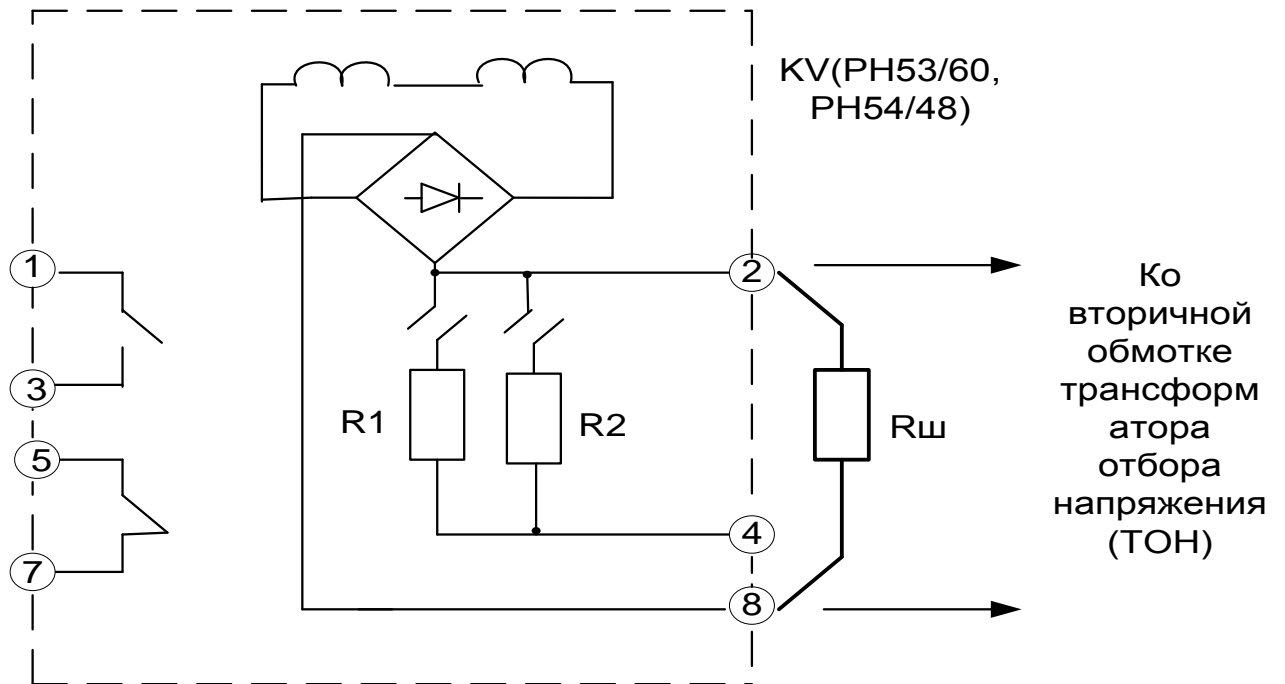 KV(РН53/60,
РН54/48)
1
2
Ко
вторичной
обмотке
трансформ
атора
отбора
напряжения
(ТОН)
3
R1
R2
Rш
5
4
7
8